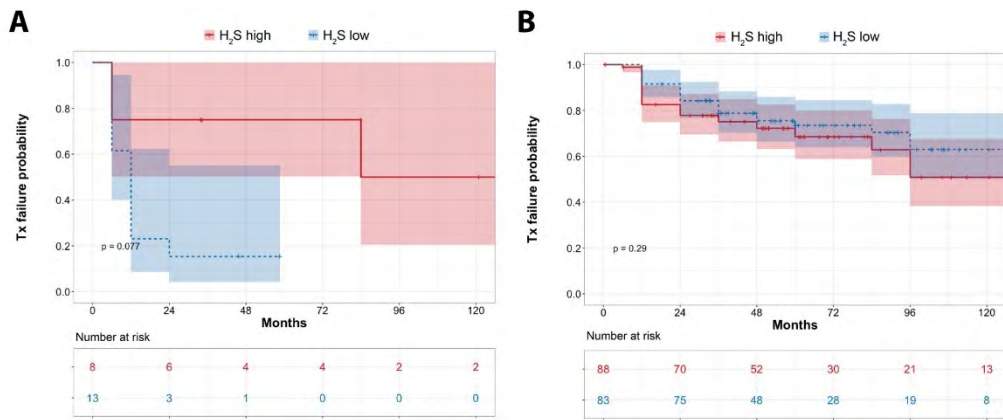 A
H₂S high H₂S low
Tx failure probability
1.0
0.8
0.6
0.4
0.2
0.0
p = 0.077
0 24 48 72 96 120
Months
Number at risk
8 6 4 4 2 2
13 3 1 0 0 0
B
H₂S high H₂S low
Tx failure probability
1.0
0.8
0.6
0.4
0.2
0.0
p = 0.29
0 24 48 72 96 120
Months
Number at risk
88 70 52 30 21 13
83 75 48 28 19 8